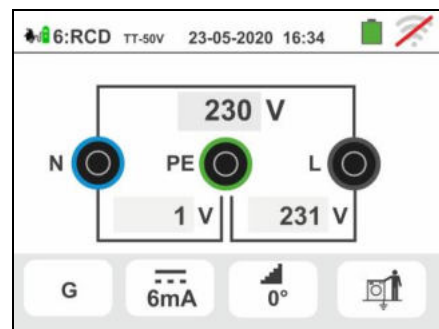 6:RCD TT-50V 23-05-2020 16:34
230 V
N PE L
1 V 231 V
G 6mA 0°